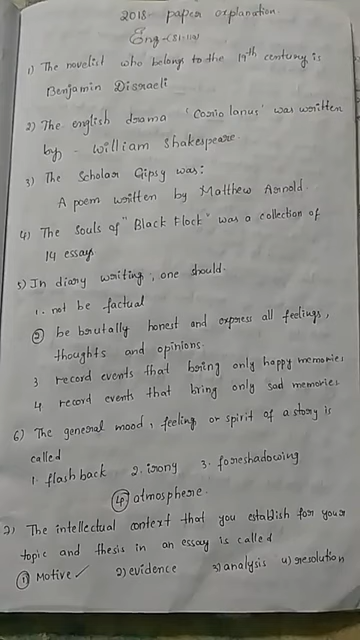 2018 - paper explanation.
Eng-(81-110)
1) The novelist who belongs to the 19th century is
Benjamin Disraeli
2) The english drama 'Corio lanus' was written
by - William Shakespeare.
3) The Scholar Gipsy was:
A poem written by Matthew Arnold.
4) The Souls of "Black Flock" was a collection of
14 essay.
5) In diary writing, one should.
1. not be factual
2 be brutally honest and express all feelings,
thoughts and opinions.
3 record events that bring only happy memories
4. record events that bring only sad memories.
6) The general mood, feeling or spirit of a story is
called
1. flash back 2. irony 3. foreshadowing
4 atmosphere.
7) The intellectual context that you establish for your
topic and thesis in an essay is called
1 Motive ✓ 2) evidence 3) analysis 4) resolution